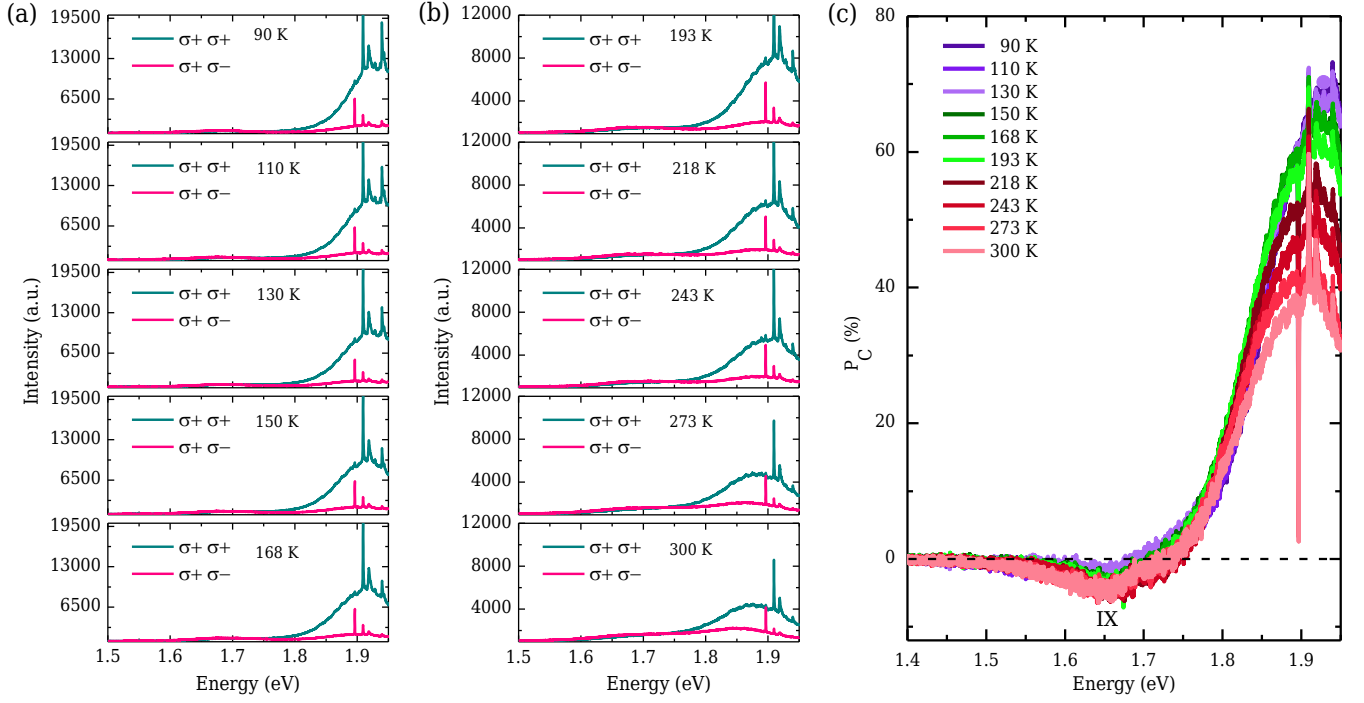 (a)
Intensity (a.u.)
19500
13000
6500
σ+ σ+
σ+ σ−
90 K
19500
13000
6500
σ+ σ+
σ+ σ−
110 K
19500
13000
6500
σ+ σ+
σ+ σ−
130 K
19500
13000
6500
σ+ σ+
σ+ σ−
150 K
19500
13000
6500
σ+ σ+
σ+ σ−
168 K
1.5 1.6 1.7 1.8 1.9
Energy (eV)
(b)
Intensity (a.u.)
12000
8000
4000
σ+ σ+
σ+ σ−
193 K
12000
8000
4000
σ+ σ+
σ+ σ−
218 K
12000
8000
4000
σ+ σ+
σ+ σ−
243 K
12000
8000
4000
σ+ σ+
σ+ σ−
273 K
12000
8000
4000
σ+ σ+
σ+ σ−
300 K
1.5 1.6 1.7 1.8 1.9
Energy (eV)
(c)
P_C (%)
80
60
40
20
0
90 K
110 K
130 K
150 K
168 K
193 K
218 K
243 K
273 K
300 K
IX
1.4 1.5 1.6 1.7 1.8 1.9
Energy (eV)